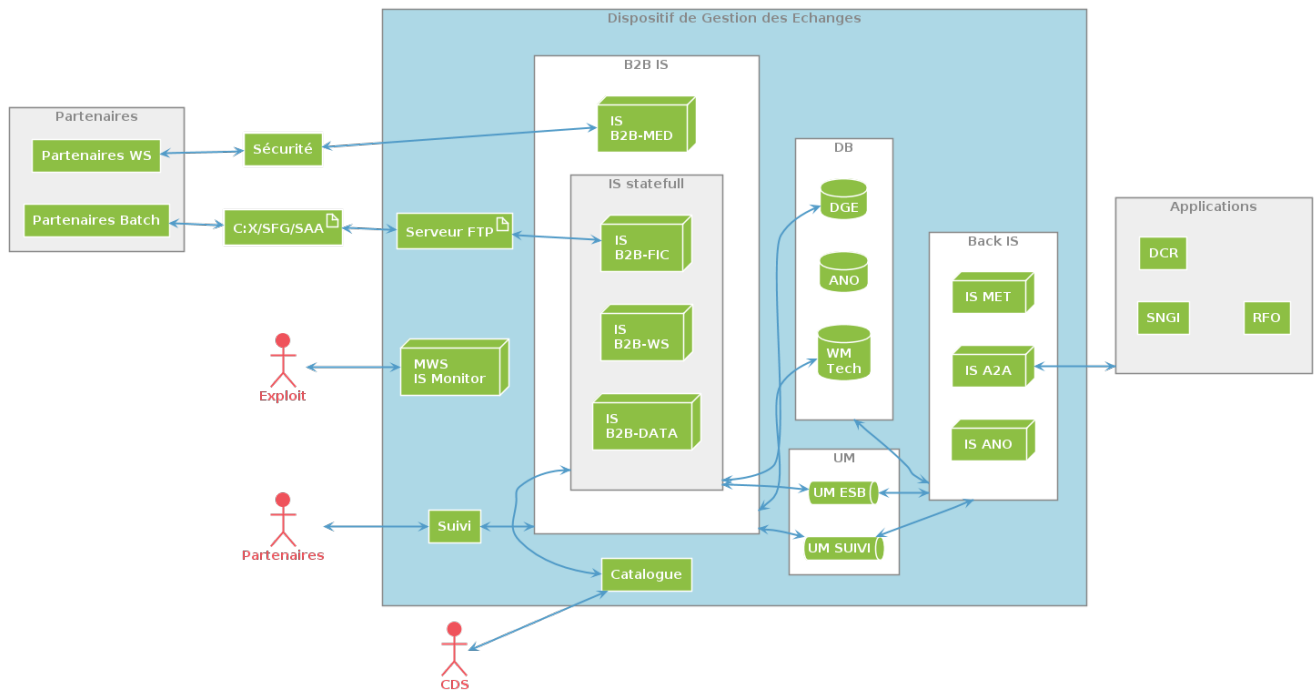 Dispositif de Gestion des Echanges
Partenaires
Partenaires WS
Partenaires Batch
Sécurité
C:X/SFG/SAA
Serveur FTP
B2B IS
IS
B2B-MED
IS statefull
IS
B2B-FIC
IS
B2B-WS
IS
B2B-DATA
Exploit
MWS
IS Monitor
Partenaires
Suivi
Catalogue
CDS
DB
DGE
ANO
WM
Tech
UM
UM ESB
UM SUIVI
Back IS
IS MET
IS A2A
IS ANO
Applications
DCR
SNGI
RFO